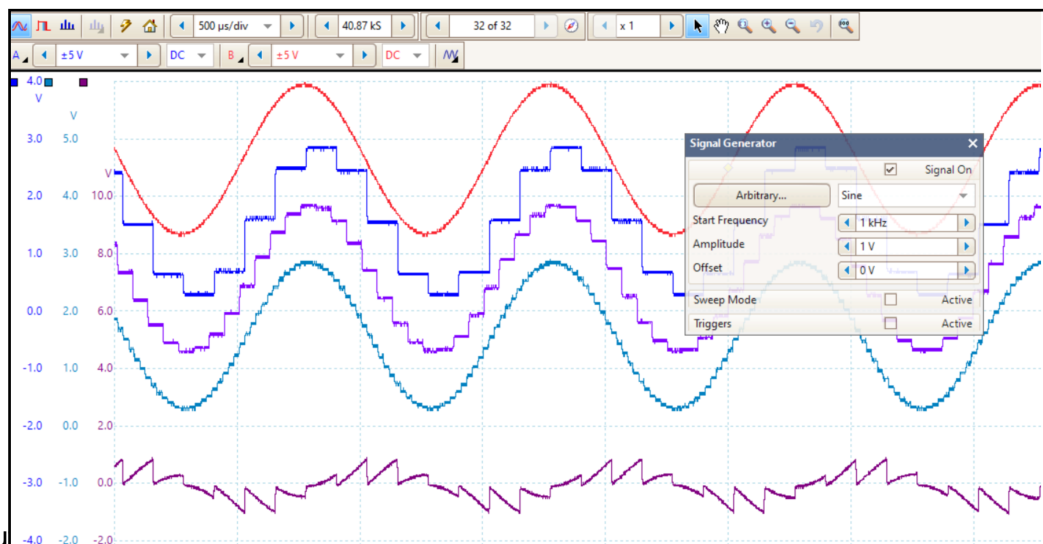 500 µs/div 40.87 kS 32 of 32 x 1
A ±5 V DC B ±5 V DC
4.0
V
V
3.0 5.0
V
2.0 4.0 10.0
1.0 3.0 8.0
0.0 2.0 6.0
-1.0 1.0 4.0
-2.0 0.0 2.0
-3.0 -1.0 0.0
-4.0 -2.0 -2.0
Signal Generator
Signal On
Arbitrary... Sine
Start Frequency 1 kHz
Amplitude 1 V
Offset 0 V
Sweep Mode Active
Triggers Active